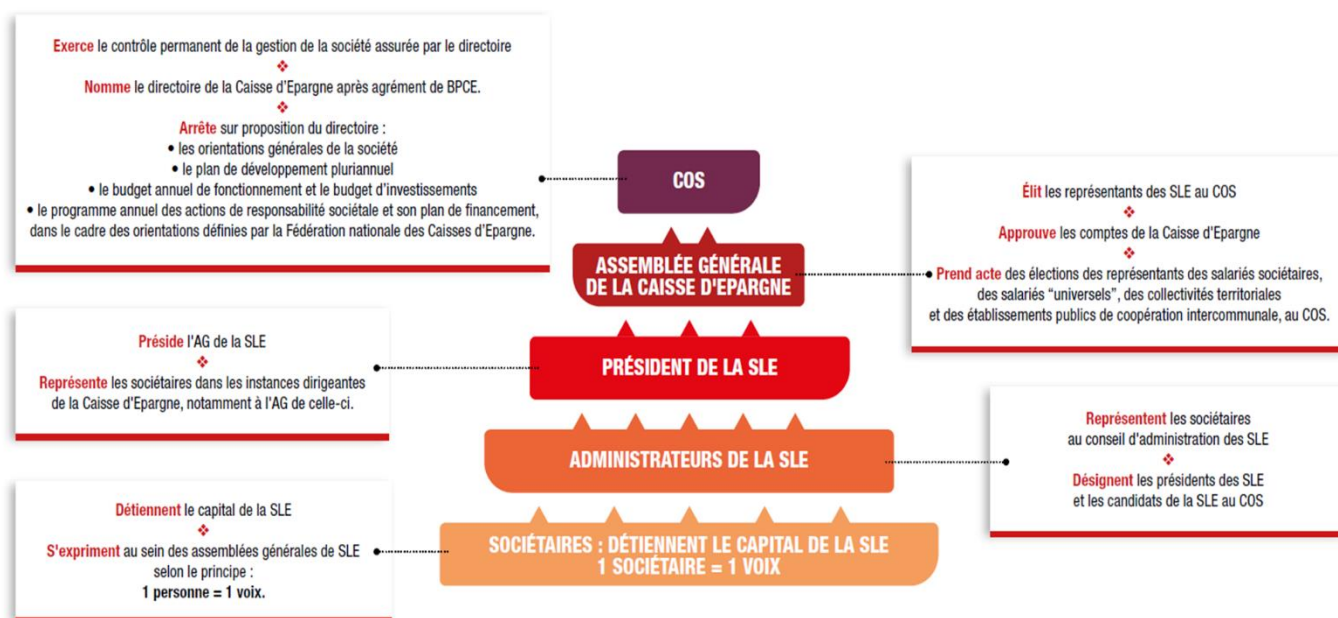 Exerce le contrôle permanent de la gestion de la société assurée par le directoire
Nomme le directoire de la Caisse d'Epargne après agrément de BPCE.
Arrête sur proposition du directoire :
• les orientations générales de la société
• le plan de développement pluriannuel
• le budget annuel de fonctionnement et le budget d'investissements
• le programme annuel des actions de responsabilité sociétale et son plan de financement,
dans le cadre des orientations définies par la Fédération nationale des Caisses d'Epargne.
COS
Élit les représentants des SLE au COS
Approuve les comptes de la Caisse d'Epargne
Prend acte des élections des représentants des salariés sociétaires,
des salariés “universels”, des collectivités territoriales
et des établissements publics de coopération intercommunale, au COS.
ASSEMBLÉE GÉNÉRALE
DE LA CAISSE D'EPARGNE
Préside l'AG de la SLE
Représente les sociétaires dans les instances dirigeantes
de la Caisse d'Epargne, notamment à l'AG de celle-ci.
PRÉSIDENT DE LA SLE
Représentent les sociétaires
au conseil d'administration des SLE
Désignent les présidents des SLE
et les candidats de la SLE au COS
ADMINISTRATEURS DE LA SLE
Détiennent le capital de la SLE
S'expriment au sein des assemblées générales de SLE
selon le principe :
1 personne = 1 voix.
SOCIÉTAIRES : DÉTIENNENT LE CAPITAL DE LA SLE
1 SOCIÉTAIRE = 1 VOIX